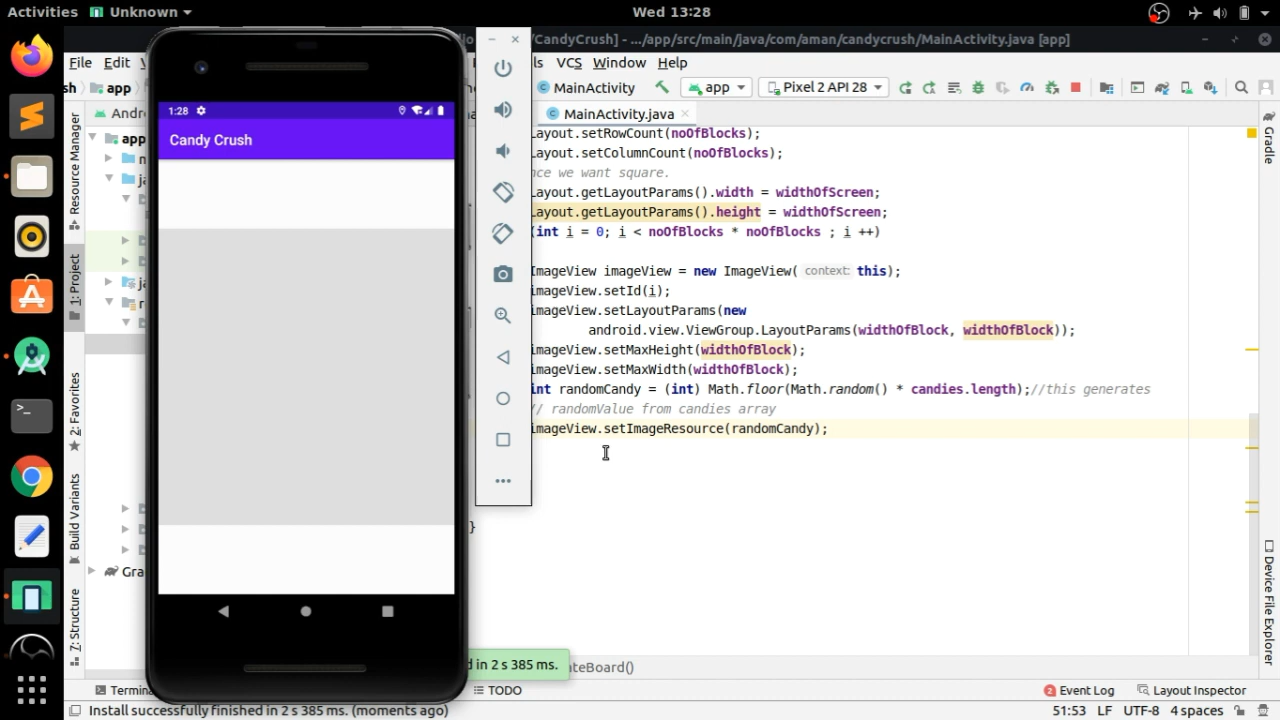 Activities
Unknown
Wed 13:28
/CandyCrush] - .../app/src/main/java/com/aman/candycrush/MainActivity.java [app]
File Edit
VCS Window Help
app
MainActivity
app
Pixel 2 API 28
MainActivity.java
Layout.setRowCount(noOfBlocks);
Layout.setColumnCount(noOfBlocks);
nce we want square.
Layout.getLayoutParams().width = widthOfScreen;
Layout.getLayoutParams().height = widthOfScreen;
(int i = 0; i < noOfBlocks * noOfBlocks ; i ++)
ImageView imageView = new ImageView( context: this);
imageView.setId(i);
imageView.setLayoutParams(new
android.view.ViewGroup.LayoutParams(widthOfBlock, widthOfBlock));
imageView.setMaxHeight(widthOfBlock);
imageView.setMaxWidth(widthOfBlock);
int randomCandy = (int) Math.floor(Math.random() * candies.length);//this generates
// randomValue from candies array
imageView.setImageResource(randomCandy);
}
1:28
Candy Crush
Resource Manager
1: Project
2: Favorites
Build Variants
7: Structure
app
Gra
Gradle
Device File Explorer
d in 2 s 385 ms.
ateBoard()
Termina
TODO
2 Event Log
Layout Inspector
Install successfully finished in 2 s 385 ms. (moments ago)
51:53 LF UTF-8 4 spaces